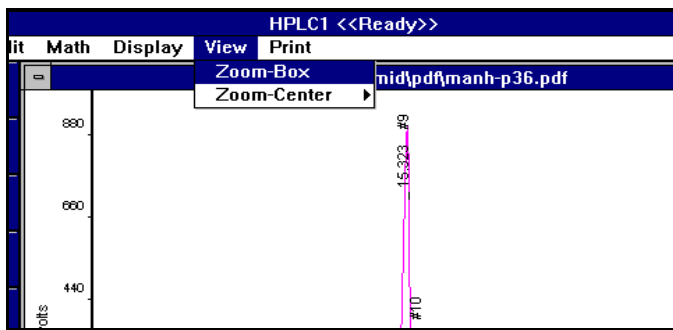 HPLC1 <<Ready>>
lit Math Display View Print
Zoom-Box
mid\pdf\manh-p36.pdf
Zoom-Center
880
#9
15.323
660
440
#10
volts